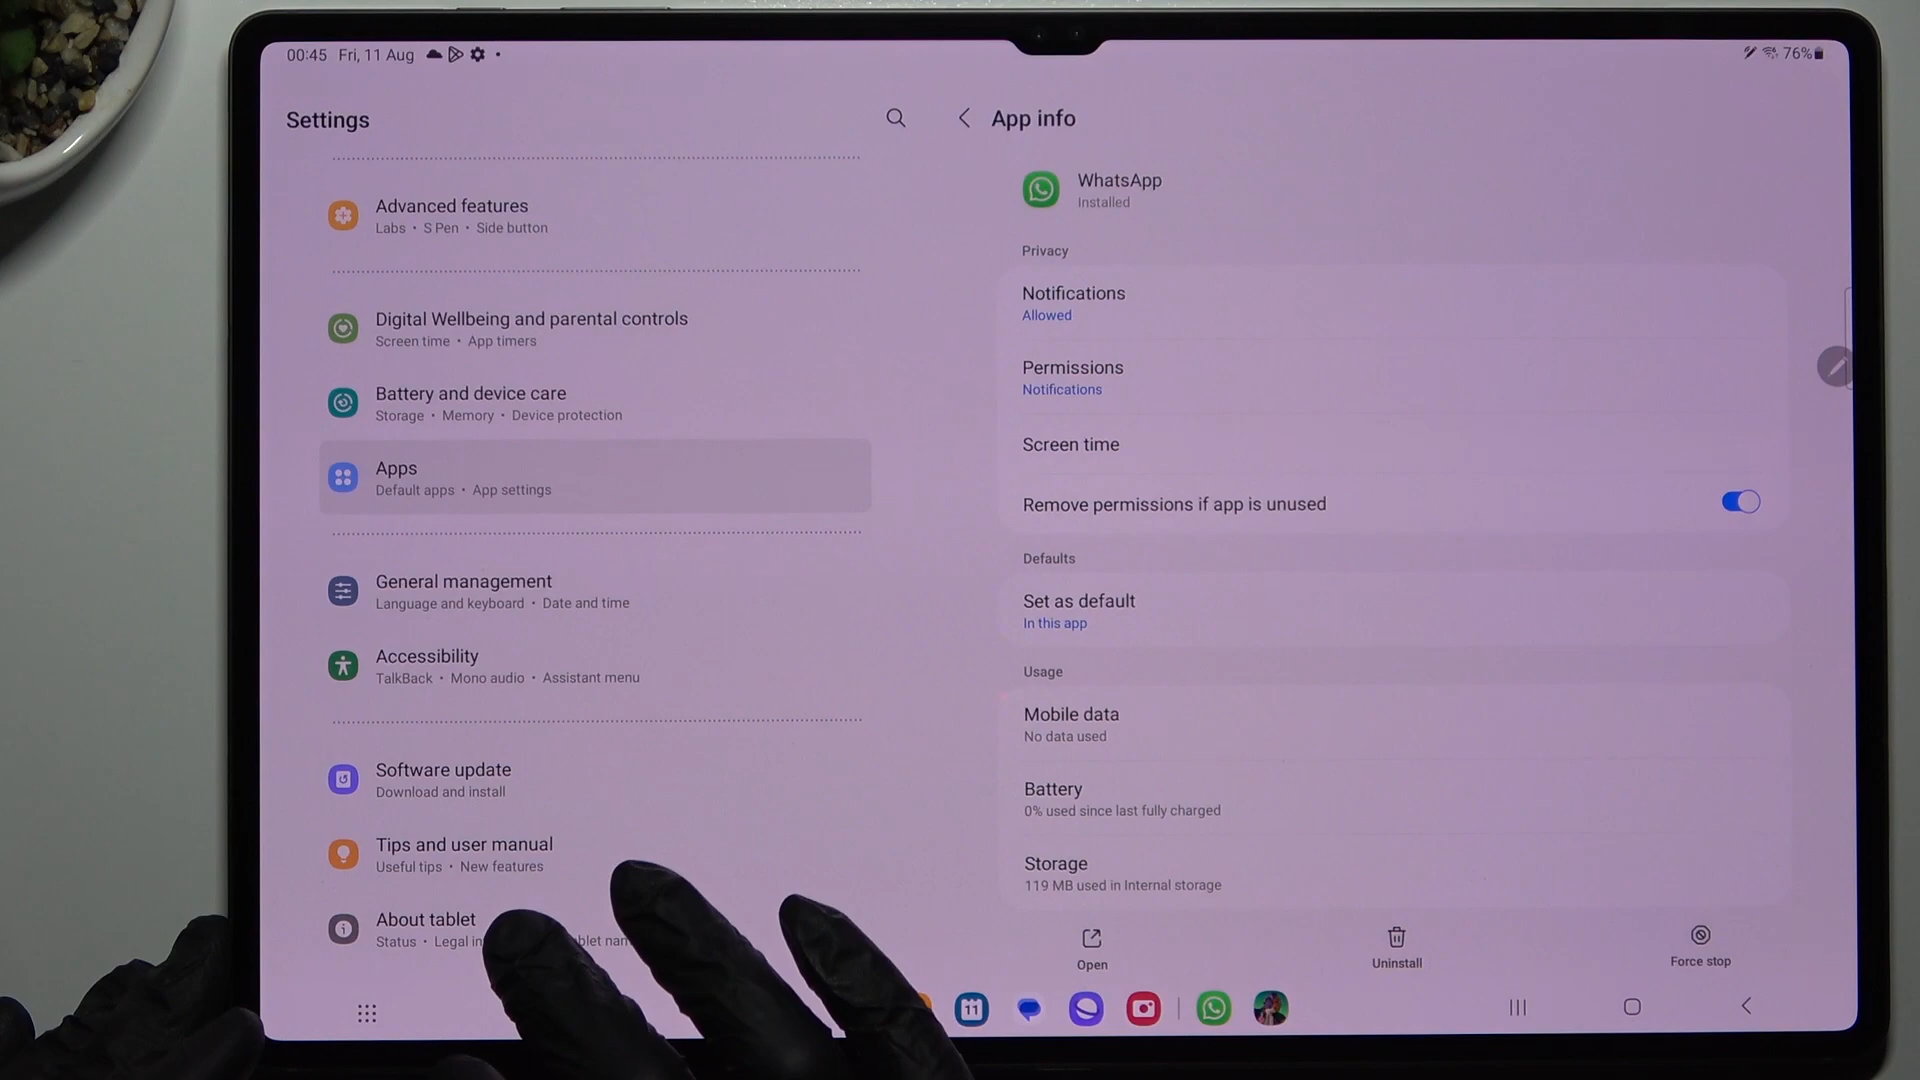 00:45 Fri, 11 Aug
76%
Settings
Advanced features
Labs • S Pen • Side button
Digital Wellbeing and parental controls
Screen time • App timers
Battery and device care
Storage • Memory • Device protection
Apps
Default apps • App settings
General management
Language and keyboard • Date and time
Accessibility
TalkBack • Mono audio • Assistant menu
Software update
Download and install
Tips and user manual
Useful tips • New features
About tablet
Status • Legal
App info
WhatsApp
Installed
Privacy
Notifications
Allowed
Permissions
Notifications
Screen time
Remove permissions if app is unused
Defaults
Set as default
In this app
Usage
Mobile data
No data used
Battery
0% used since last fully charged
Storage
119 MB used in Internal storage
Open
Uninstall
Force stop
11